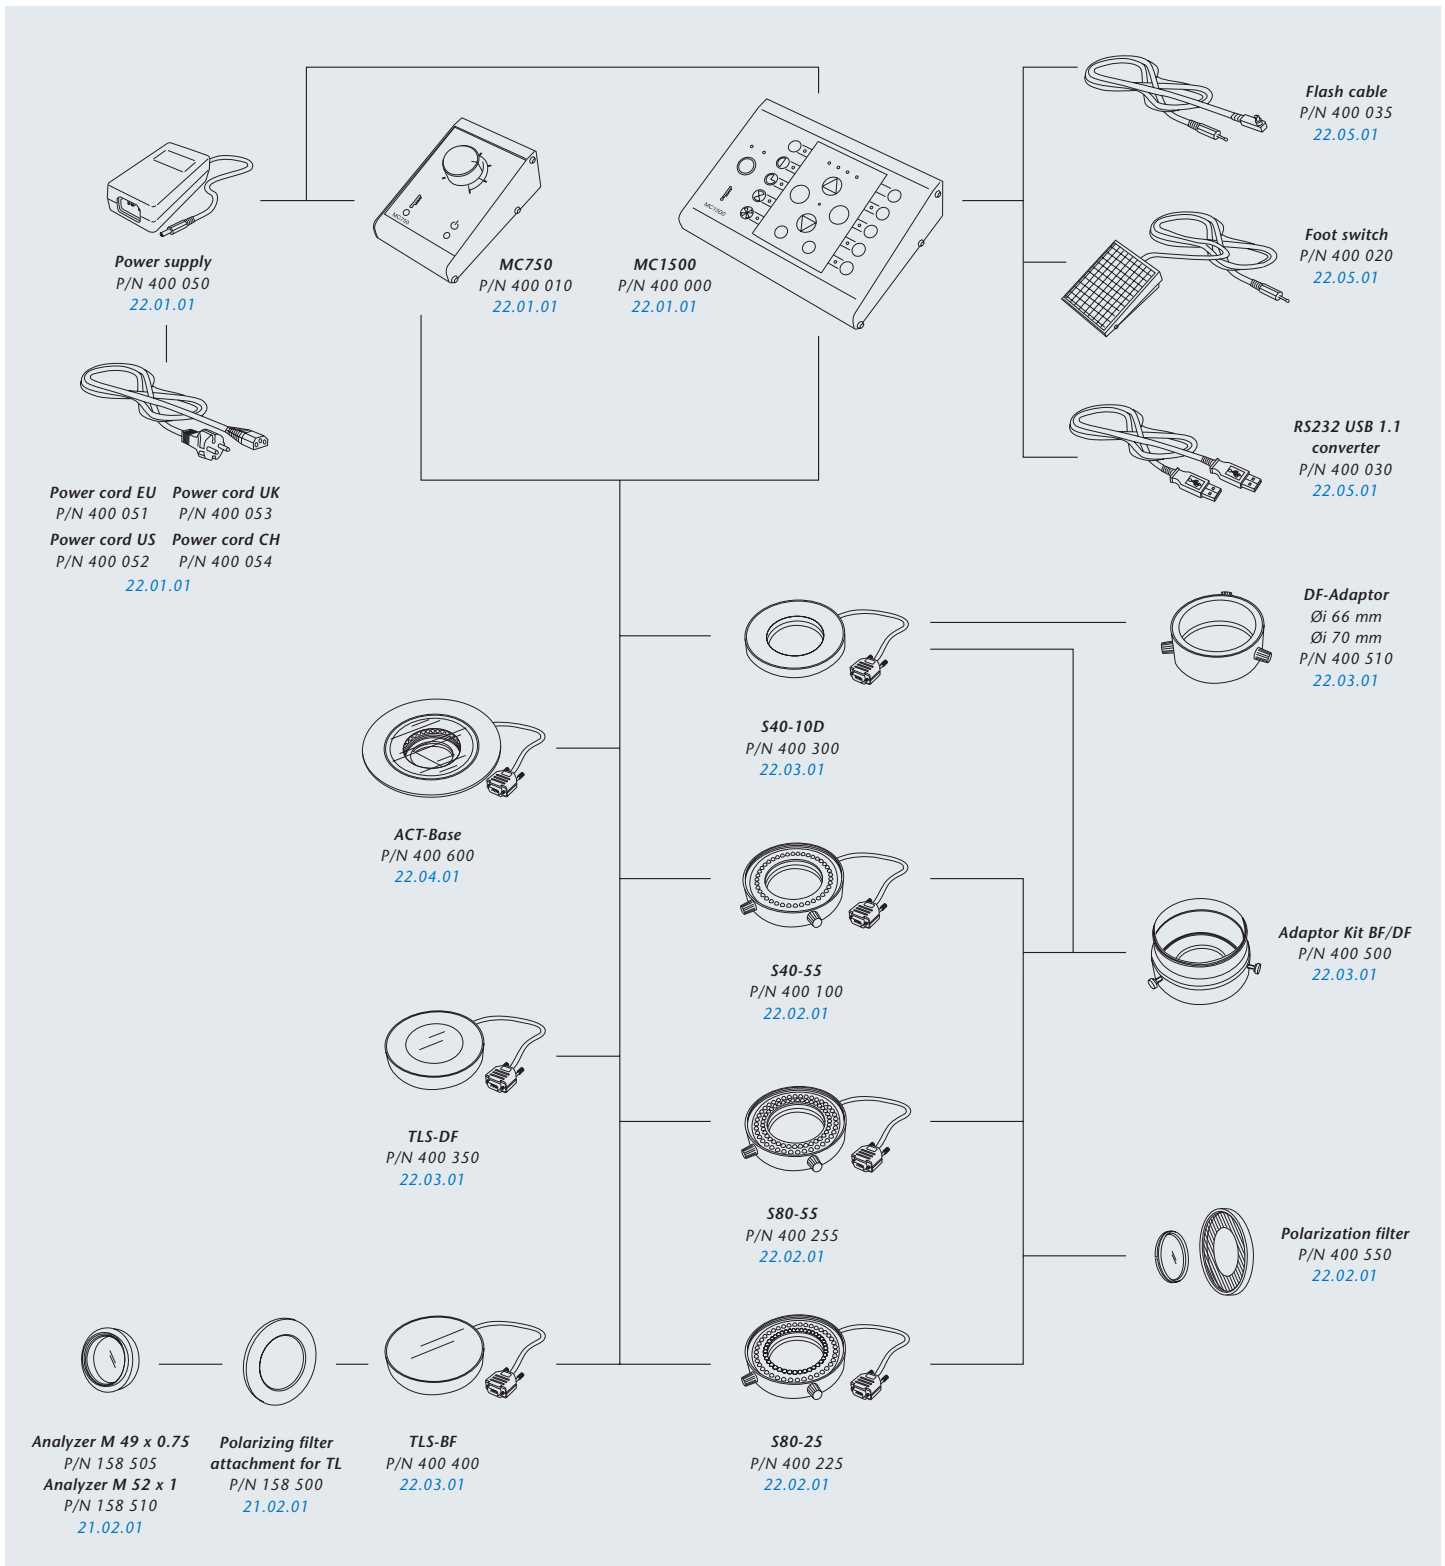 Flash cable
P/N 400 035
22.05.01
MC750
MC1500
Power supply
P/N 400 050
22.01.01
MC750
P/N 400 010
22.01.01
MC1500
P/N 400 000
22.01.01
Foot switch
P/N 400 020
22.05.01
RS232 USB 1.1
converter
P/N 400 030
22.05.01
Power cord EU
P/N 400 051
Power cord UK
P/N 400 053
Power cord US
P/N 400 052
Power cord CH
P/N 400 054
22.01.01
DF-Adaptor
Øi 66 mm
Øi 70 mm
P/N 400 510
22.03.01
S40-10D
P/N 400 300
22.03.01
ACT-Base
P/N 400 600
22.04.01
Adaptor Kit BF/DF
P/N 400 500
22.03.01
S40-55
P/N 400 100
22.02.01
TLS-DF
P/N 400 350
22.03.01
S80-55
P/N 400 255
22.02.01
Polarization filter
P/N 400 550
22.02.01
Analyzer M 49 x 0.75
P/N 158 505
Analyzer M 52 x 1
P/N 158 510
21.02.01
Polarizing filter
attachment for TL
P/N 158 500
21.02.01
TLS-BF
P/N 400 400
22.03.01
S80-25
P/N 400 225
22.02.01